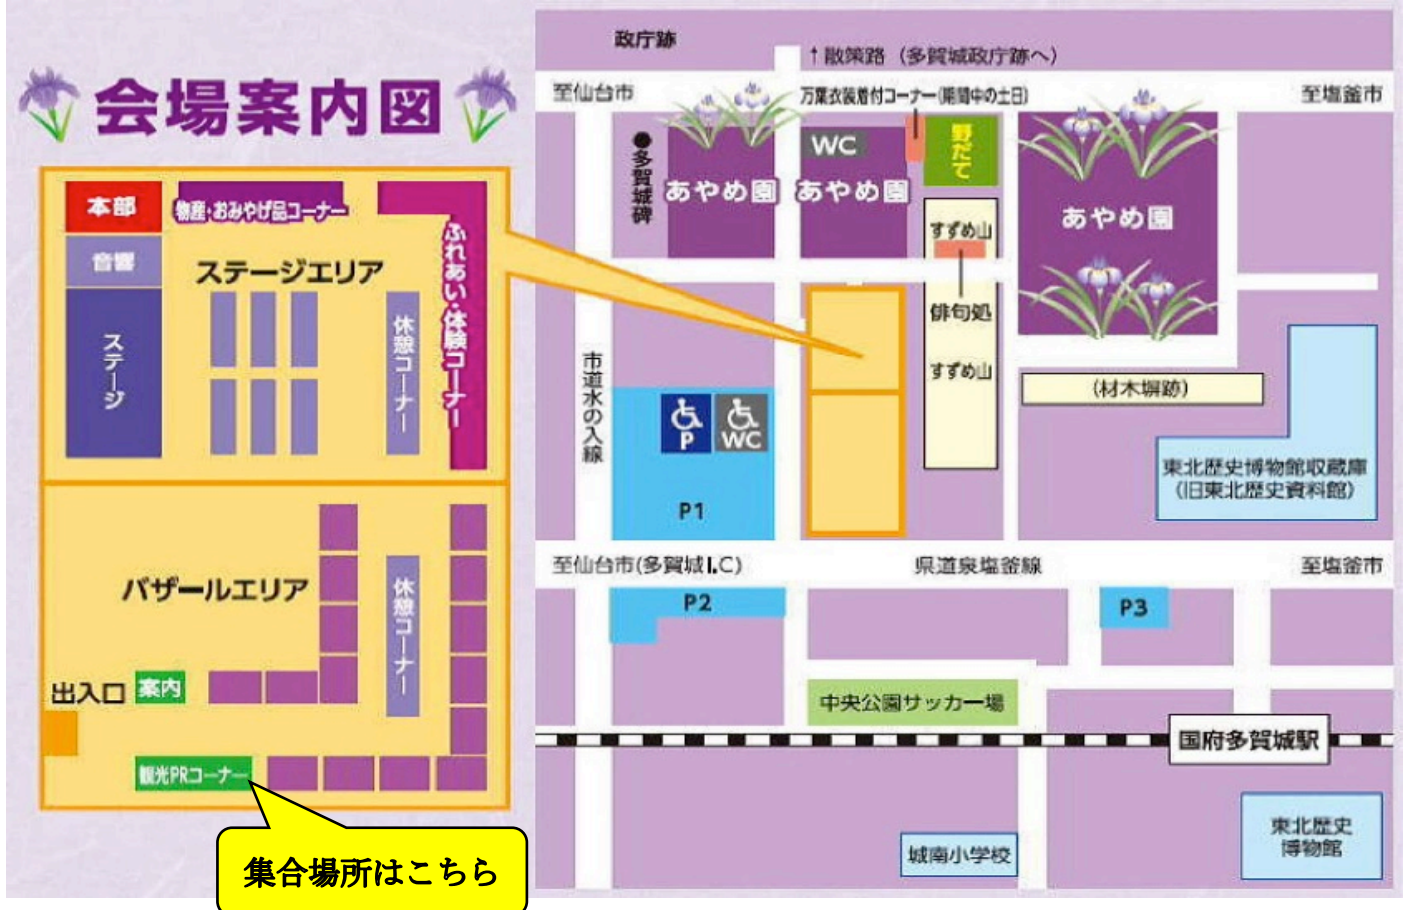 会場案内図
本部
物産・おみやげ品コーナー
音響
ステージエリア
ステージ
休憩コーナー
ふれあい・体験コーナー
バザールエリア
休憩コーナー
出入口
案内
観光PRコーナー
集合場所はこちら
政庁跡
↑散策路（多賀城政庁跡へ）
至仙台市
万葉衣装着付コーナー(期間中の土日)
至塩釜市
●多賀城碑
あやめ園
WC
あやめ園
野だて
あやめ園
すずめ山
俳句処
すずめ山
市道水の入線
P
WC
P1
(材木塀跡)
東北歴史博物館収蔵庫
(旧東北歴史資料館)
至仙台市(多賀城I.C)
県道泉塩釜線
至塩釜市
P2
P3
中央公園サッカー場
国府多賀城駅
城南小学校
東北歴史
博物館